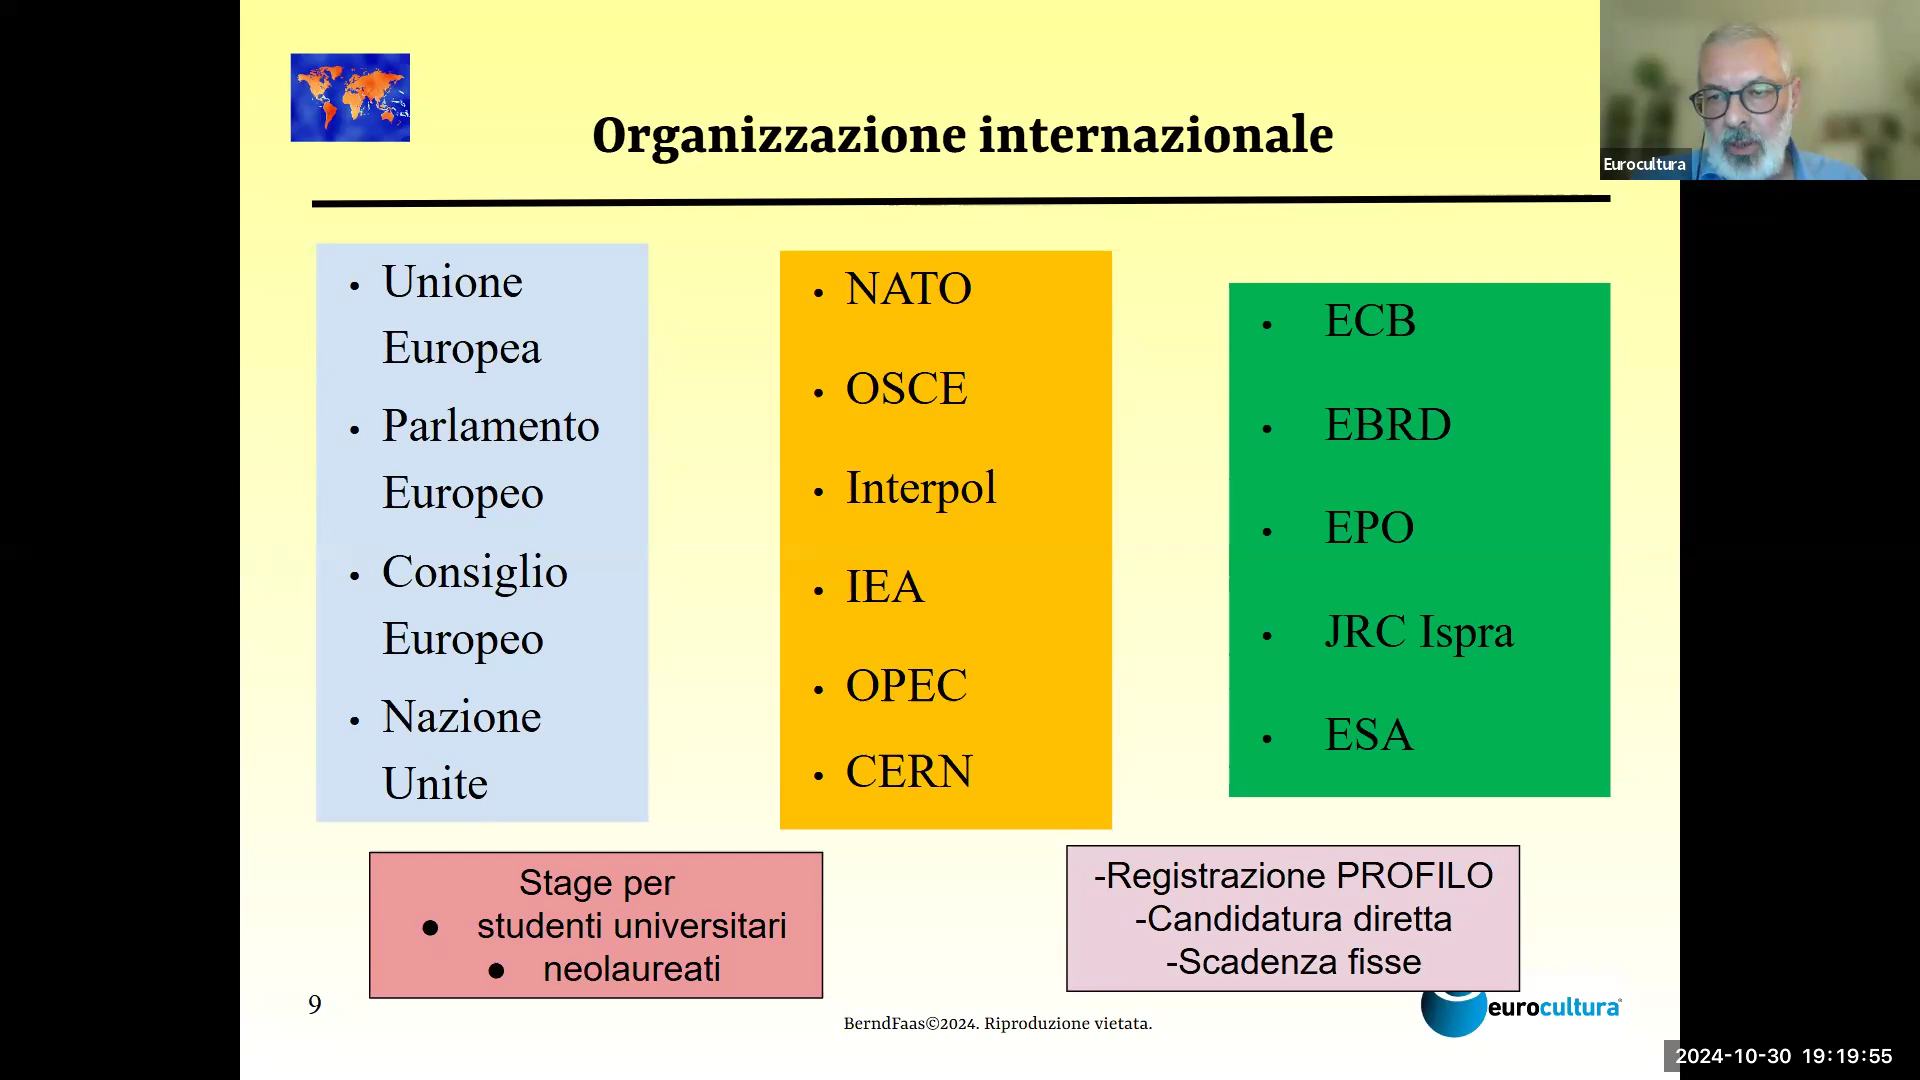 Organizzazione internazionale
Eurocultura
• Unione
Europea
• Parlamento
Europeo
• Consiglio
Europeo
• Nazione
Unite
• NATO
• OSCE
• Interpol
• IEA
• OPEC
• CERN
• ECB
• EBRD
• EPO
• JRC Ispra
• ESA
Stage per
● studenti universitari
● neolaureati
-Registrazione PROFILO
-Candidatura diretta
-Scadenza fisse
9
BerndFaas©2024. Riproduzione vietata.
eurocultura
2024-10-30 19:19:55